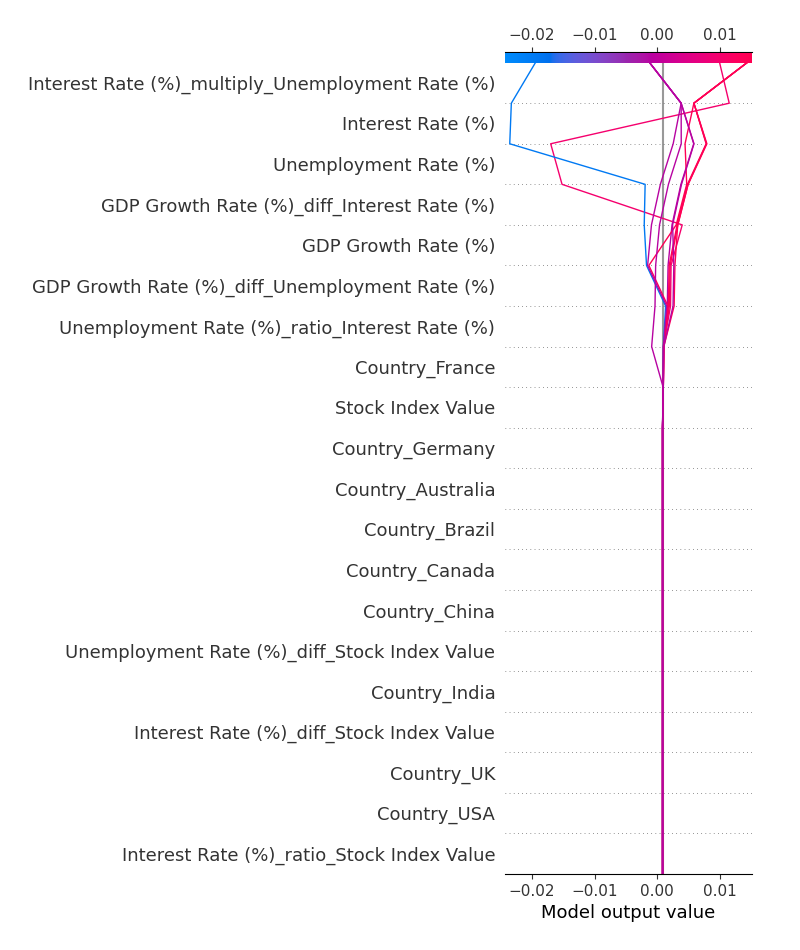 −0.02 −0.01 0.00 0.01
Interest Rate (%)_multiply_Unemployment Rate (%)
Interest Rate (%)
Unemployment Rate (%)
GDP Growth Rate (%)_diff_Interest Rate (%)
GDP Growth Rate (%)
GDP Growth Rate (%)_diff_Unemployment Rate (%)
Unemployment Rate (%)_ratio_Interest Rate (%)
Country_France
Stock Index Value
Country_Germany
Country_Australia
Country_Brazil
Country_Canada
Country_China
Unemployment Rate (%)_diff_Stock Index Value
Country_India
Interest Rate (%)_diff_Stock Index Value
Country_UK
Country_USA
Interest Rate (%)_ratio_Stock Index Value
−0.02 −0.01 0.00 0.01
Model output value